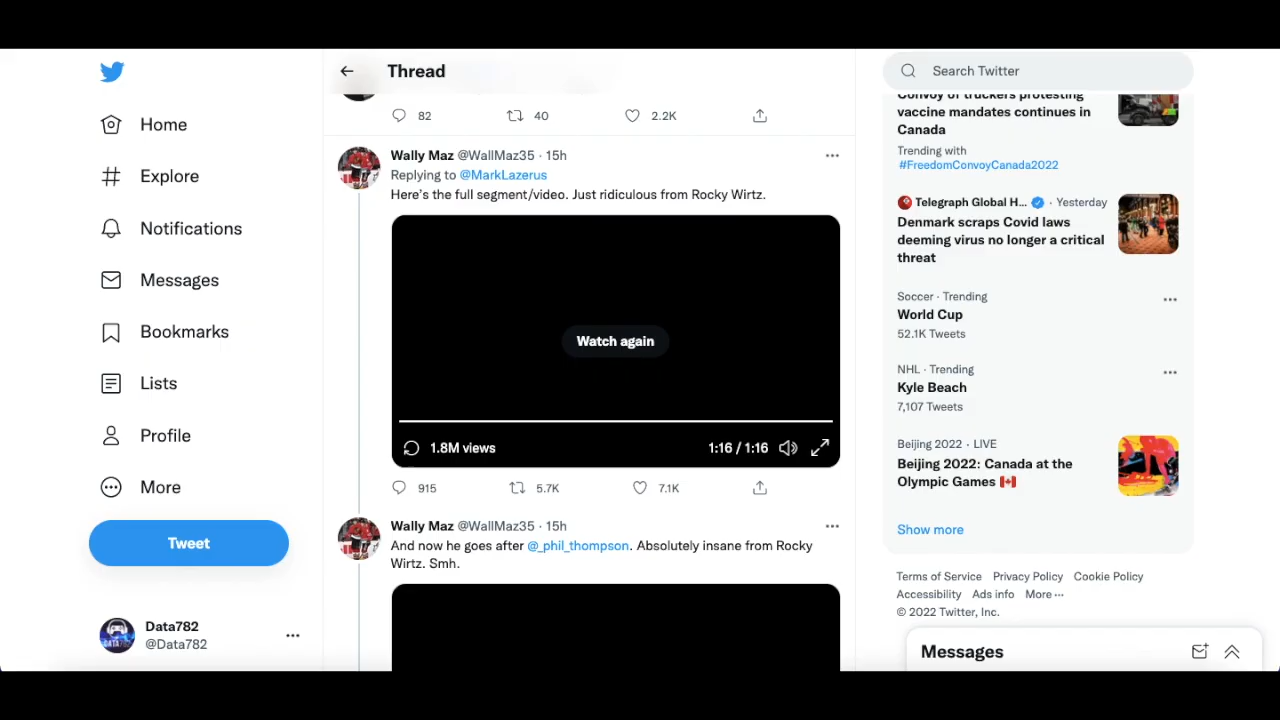 Home
Explore
Notifications
Messages
Bookmarks
Lists
Profile
More
Tweet
Data782
@Data782
Thread
82 40 2.2K
Wally Maz @WallMaz35 · 15h
Replying to @MarkLazerus
Here's the full segment/video. Just ridiculous from Rocky Wirtz.
Watch again
1.8M views 1:16 / 1:16
915 5.7K 7.1K
Wally Maz @WallMaz35 · 15h
And now he goes after @_phil_thompson. Absolutely insane from Rocky
Wirtz. Smh.
Search Twitter
Convoy of truckers protesting
vaccine mandates continues in
Canada
Trending with
#FreedomConvoyCanada2022
Telegraph Global H... · Yesterday
Denmark scraps Covid laws
deeming virus no longer a critical
threat
Soccer · Trending
World Cup
52.1K Tweets
NHL · Trending
Kyle Beach
7,107 Tweets
Beijing 2022 · LIVE
Beijing 2022: Canada at the
Olympic Games 🇨🇦
Show more
Terms of Service Privacy Policy Cookie Policy
Accessibility Ads info More ···
© 2022 Twitter, Inc.
Messages